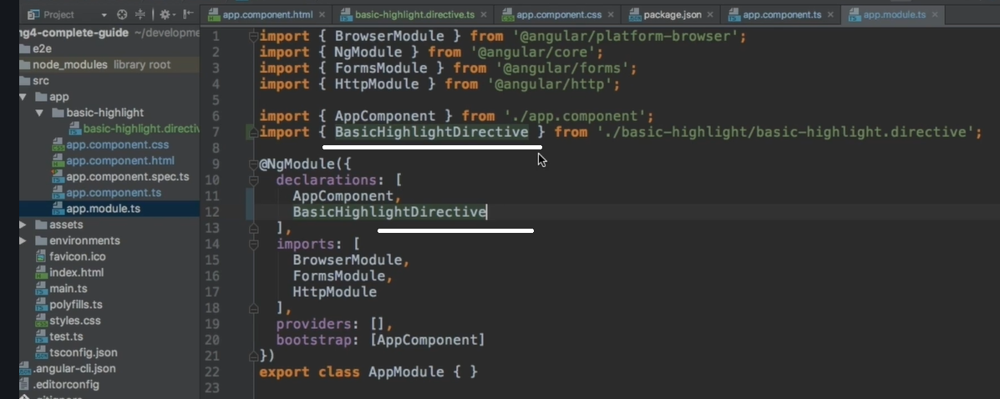 Project
app.component.html
basic-highlight.directive.ts
app.component.css
package.json
app.component.ts
app.module.ts
ng4-complete-guide ~/developme
e2e
node_modules library root
src
app
basic-highlight
basic-highlight.directiv
app.component.css
app.component.html
app.component.spec.ts
app.component.ts
app.module.ts
assets
environments
favicon.ico
index.html
main.ts
polyfills.ts
styles.css
test.ts
tsconfig.json
.angular-cli.json
.editorconfig
1 import { BrowserModule } from '@angular/platform-browser';
2 import { NgModule } from '@angular/core';
3 import { FormsModule } from '@angular/forms';
4 import { HttpModule } from '@angular/http';
5
6 import { AppComponent } from './app.component';
7 import { BasicHighlightDirective } from './basic-highlight/basic-highlight.directive';
8
9 @NgModule({
10 declarations: [
11 AppComponent,
12 BasicHighlightDirective
13 ],
14 imports: [
15 BrowserModule,
16 FormsModule,
17 HttpModule
18 ],
19 providers: [],
20 bootstrap: [AppComponent]
21 })
22 export class AppModule { }
23